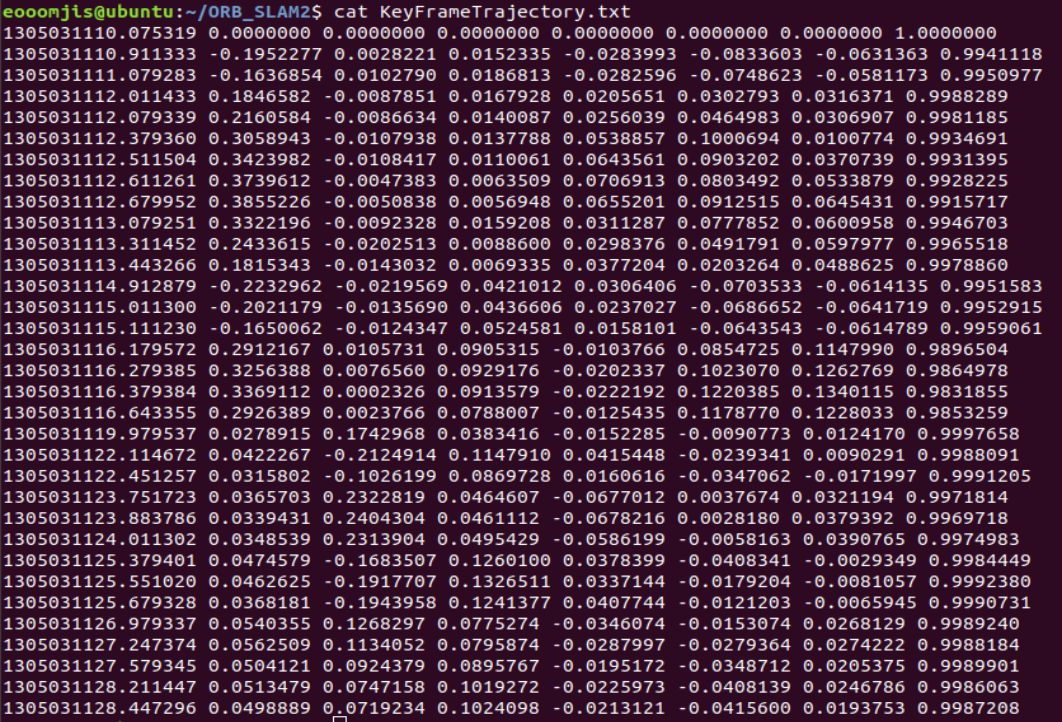 eooomjis@ubuntu:~/ORB_SLAM2$ cat KeyFrameTrajectory.txt
1305031110.075319 0.0000000 0.0000000 0.0000000 0.0000000 0.0000000 0.0000000 1.0000000
1305031110.911333 -0.1952277 0.0028221 0.0152335 -0.0283993 -0.0833603 -0.0631363 0.9941118
1305031111.079283 -0.1636854 0.0102790 0.0186813 -0.0282596 -0.0748623 -0.0581173 0.9950977
1305031112.011433 0.1846582 -0.0087851 0.0167928 0.0205651 0.0302793 0.0316371 0.9988289
1305031112.079339 0.2160584 -0.0086634 0.0140087 0.0256039 0.0464983 0.0306907 0.9981185
1305031112.379360 0.3058943 -0.0107938 0.0137788 0.0538857 0.1000694 0.0100774 0.9934691
1305031112.511504 0.3423982 -0.0108417 0.0110061 0.0643561 0.0903202 0.0370739 0.9931395
1305031112.611261 0.3739612 -0.0047383 0.0063509 0.0706913 0.0803492 0.0533879 0.9928225
1305031112.679952 0.3855226 -0.0050838 0.0056948 0.0655201 0.0912515 0.0645431 0.9915717
1305031113.079251 0.3322196 -0.0092328 0.0159208 0.0311287 0.0777852 0.0600958 0.9946703
1305031113.311452 0.2433615 -0.0202513 0.0088600 0.0298376 0.0491791 0.0597977 0.9965518
1305031113.443266 0.1815343 -0.0143032 0.0069335 0.0377204 0.0203264 0.0488625 0.9978860
1305031114.912879 -0.2232962 -0.0219569 0.0421012 0.0306406 -0.0703533 -0.0614135 0.9951583
1305031115.011300 -0.2021179 -0.0135690 0.0436606 0.0237027 -0.0686652 -0.0641719 0.9952915
1305031115.111230 -0.1650062 -0.0124347 0.0524581 0.0158101 -0.0643543 -0.0614789 0.9959061
1305031116.179572 0.2912167 0.0105731 0.0905315 -0.0103766 0.0854725 0.1147990 0.9896504
1305031116.279385 0.3256388 0.0076560 0.0929176 -0.0202337 0.1023070 0.1262769 0.9864978
1305031116.379384 0.3369112 0.0002326 0.0913579 -0.0222192 0.1220385 0.1340115 0.9831855
1305031116.643355 0.2926389 0.0023766 0.0788007 -0.0125435 0.1178770 0.1228033 0.9853259
1305031119.979537 0.0278915 0.1742968 0.0383416 -0.0152285 -0.0090773 0.0124170 0.9997658
1305031122.114672 0.0422267 -0.2124914 0.1147910 0.0415448 -0.0239341 0.0090291 0.9988091
1305031122.451257 0.0315802 -0.1026199 0.0869728 0.0160616 -0.0347062 -0.0171997 0.9991205
1305031123.751723 0.0365703 0.2322819 0.0464607 -0.0677012 0.0037674 0.0321194 0.9971814
1305031123.883786 0.0339431 0.2404304 0.0461112 -0.0678216 0.0028180 0.0379392 0.9969718
1305031124.011302 0.0348539 0.2313904 0.0495429 -0.0586199 -0.0058163 0.0390765 0.9974983
1305031125.379401 0.0474579 -0.1683507 0.1260100 0.0378399 -0.0408341 -0.0029349 0.9984449
1305031125.551020 0.0462625 -0.1917707 0.1326511 0.0337144 -0.0179204 -0.0081057 0.9992380
1305031125.679328 0.0368181 -0.1943958 0.1241377 0.0407744 -0.0121203 -0.0065945 0.9990731
1305031126.979337 0.0540355 0.1268297 0.0775274 -0.0346074 -0.0153074 0.0268129 0.9989240
1305031127.247374 0.0562509 0.1134052 0.0795874 -0.0287997 -0.0279364 0.0274222 0.9988184
1305031127.579345 0.0504121 0.0924379 0.0895767 -0.0195172 -0.0348712 0.0205375 0.9989901
1305031128.211447 0.0513479 0.0747158 0.1019272 -0.0225973 -0.0408139 0.0246786 0.9986063
1305031128.447296 0.0498889 0.0719234 0.1024098 -0.0213121 -0.0415600 0.0193753 0.9987208